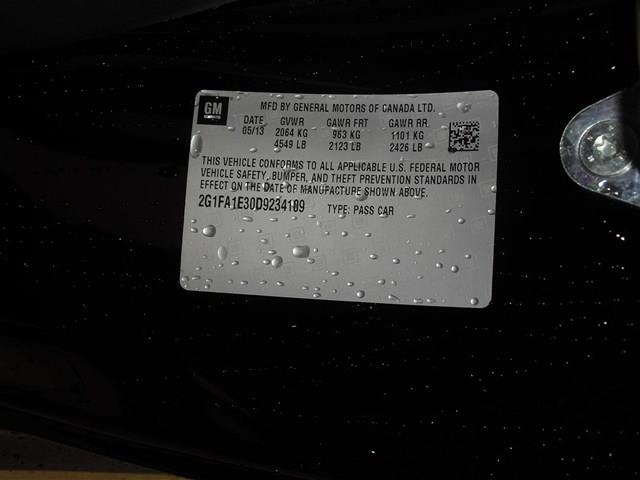 GM
MFD BY GENERAL MOTORS OF CANADA LTD.
DATE GVWR GAWR FRT GAWR RR.
05/13 2064 KG 963 KG 1101 KG
4549 LB 2123 LB 2426 LB
THIS VEHICLE CONFORMS TO ALL APPLICABLE U.S. FEDERAL MOTOR
VEHICLE SAFETY, BUMPER, AND THEFT PREVENTION STANDARDS IN
EFFECT ON THE DATE OF MANUFACTURE SHOWN ABOVE.
2G1FA1E30D9234109 TYPE: PASS CAR